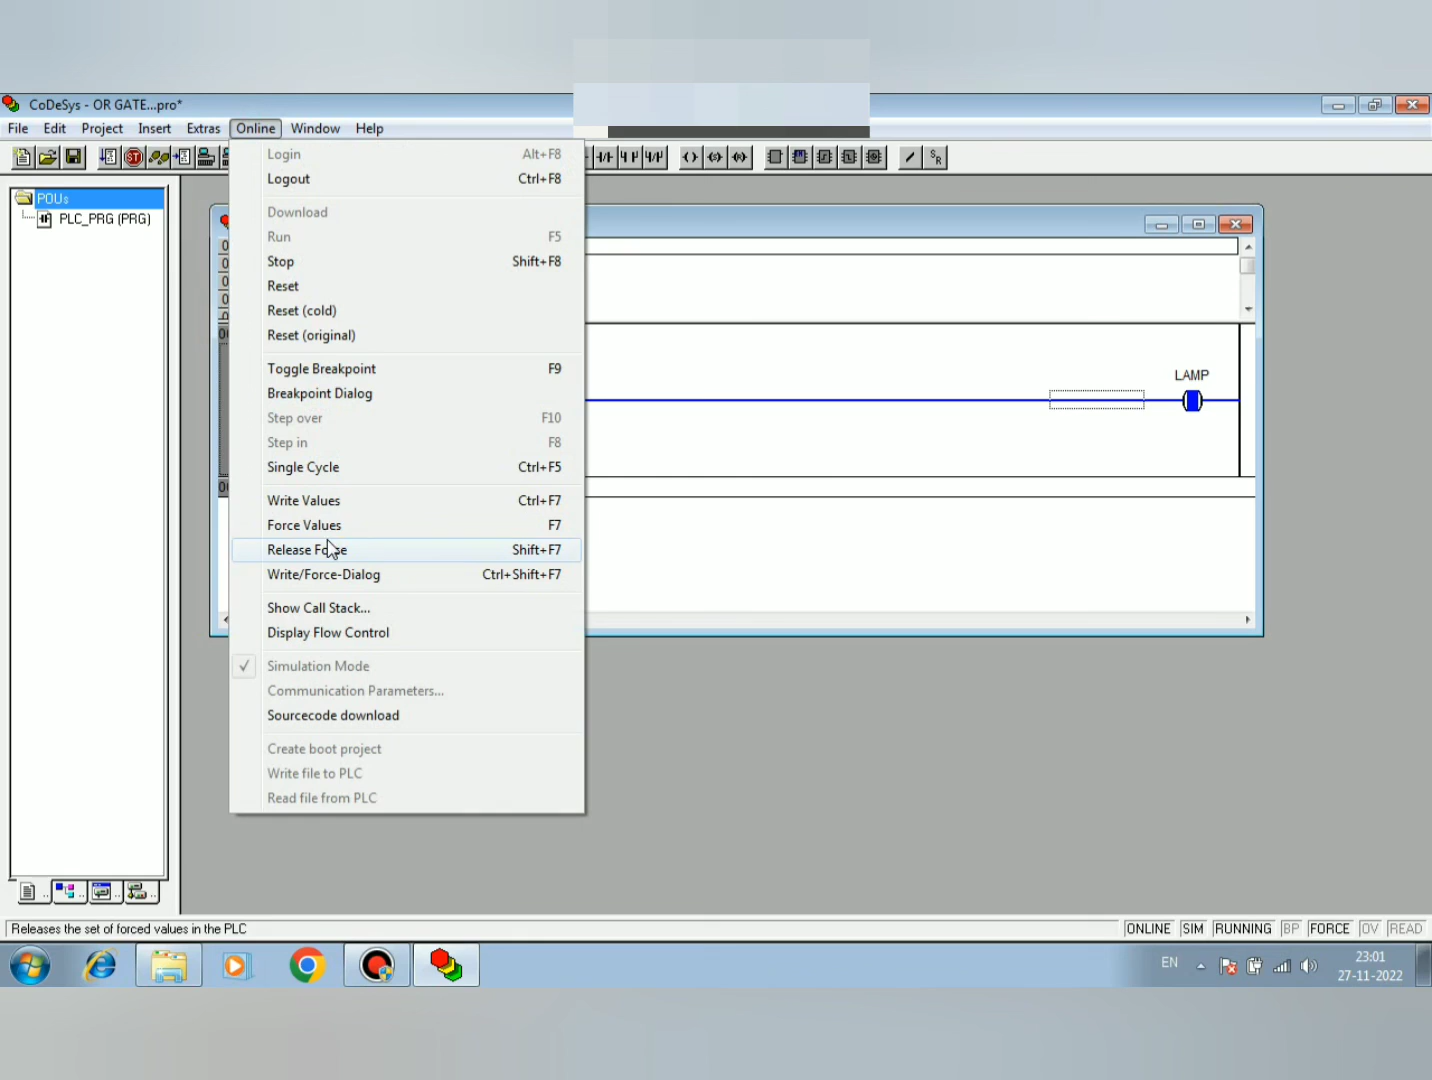 CoDeSys - OR GATE...pro*
File Edit Project Insert Extras Online Window Help
Login Alt+F8
Logout Ctrl+F8
POUs
PLC_PRG (PRG)
Download
Run F5
Stop Shift+F8
Reset
Reset (cold)
Reset (original)
Toggle Breakpoint F9
LAMP
Breakpoint Dialog
Step over F10
Step in F8
Single Cycle Ctrl+F5
Write Values Ctrl+F7
Force Values F7
Release Force Shift+F7
Write/Force-Dialog Ctrl+Shift+F7
Show Call Stack...
Display Flow Control
Simulation Mode
Communication Parameters...
Sourcecode download
Create boot project
Write file to PLC
Read file from PLC
Releases the set of forced values in the PLC ONLINE SIM RUNNING BP FORCE OV READ
EN 23:01
27-11-2022